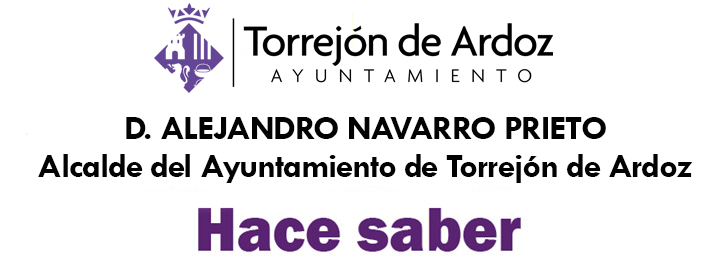 Torrejón de Ardoz
AYUNTAMIENTO
D. ALEJANDRO NAVARRO PRIETO
Alcalde del Ayuntamiento de Torrejón de Ardoz
Hace saber